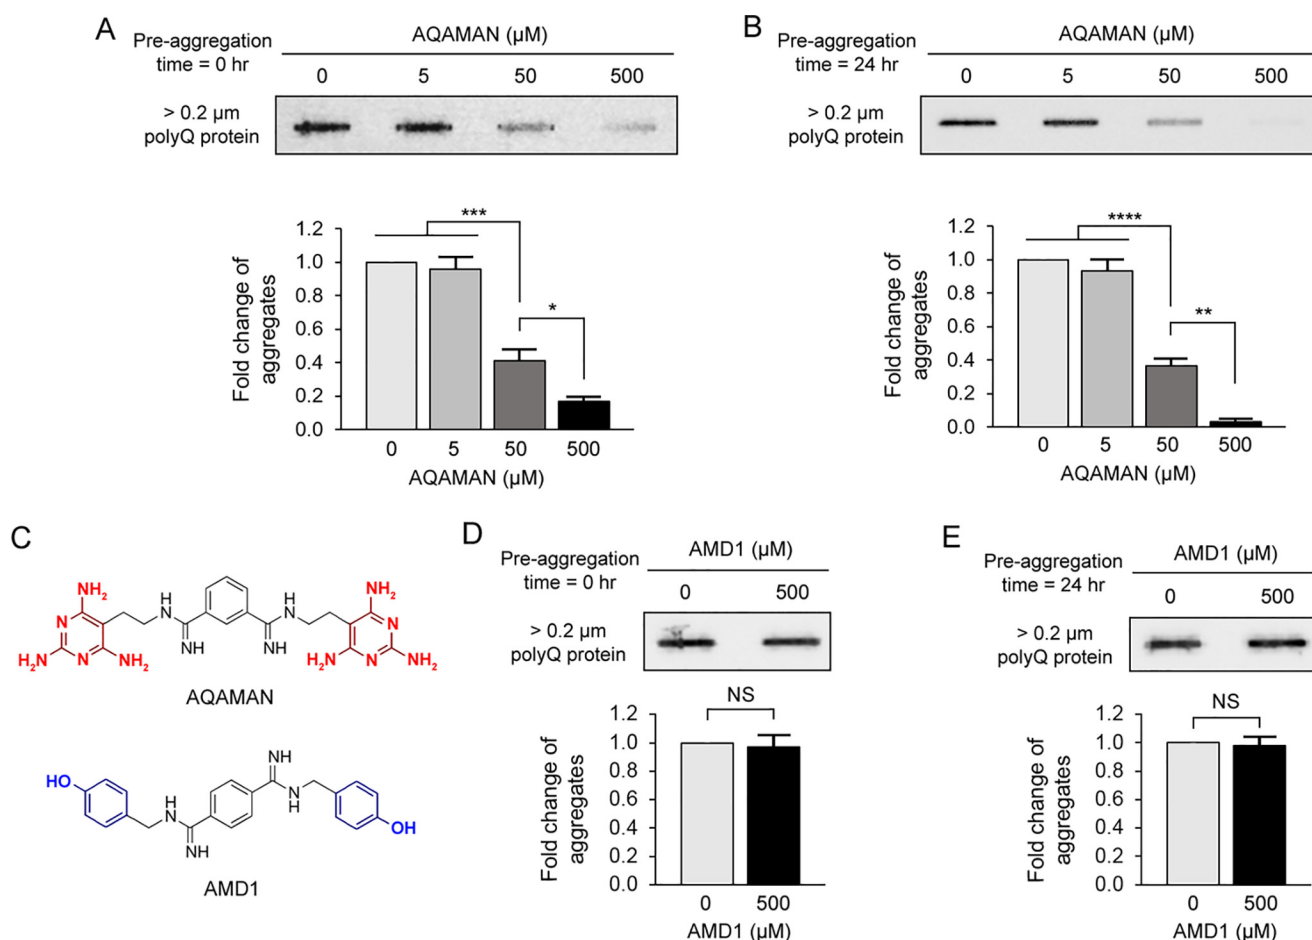 A
Pre-aggregation
time = 0 hr
AQAMAN (µM)
0 5 50 500
> 0.2 µm
polyQ protein
***
*
Fold change of
aggregates
1.2
1.0
0.8
0.6
0.4
0.2
0.0
0 5 50 500
AQAMAN (µM)
B
Pre-aggregation
time = 24 hr
AQAMAN (µM)
0 5 50 500
> 0.2 µm
polyQ protein
****
**
Fold change of
aggregates
1.2
1.0
0.8
0.6
0.4
0.2
0.0
0 5 50 500
AQAMAN (µM)
C
NH₂
N
H₂N
N
NH₂
H
N
NH
NH
H
N
NH₂
N
H₂N
N
NH₂
AQAMAN
HO
H
N
NH
NH
N
H
OH
AMD1
D
Pre-aggregation
time = 0 hr
AMD1 (µM)
0 500
> 0.2 µm
polyQ protein
NS
Fold change of
aggregates
1.2
1.0
0.8
0.6
0.4
0.2
0.0
0 500
AMD1 (µM)
E
Pre-aggregation
time = 24 hr
AMD1 (µM)
0 500
> 0.2 µm
polyQ protein
NS
Fold change of
aggregates
1.2
1.0
0.8
0.6
0.4
0.2
0.0
0 500
AMD1 (µM)